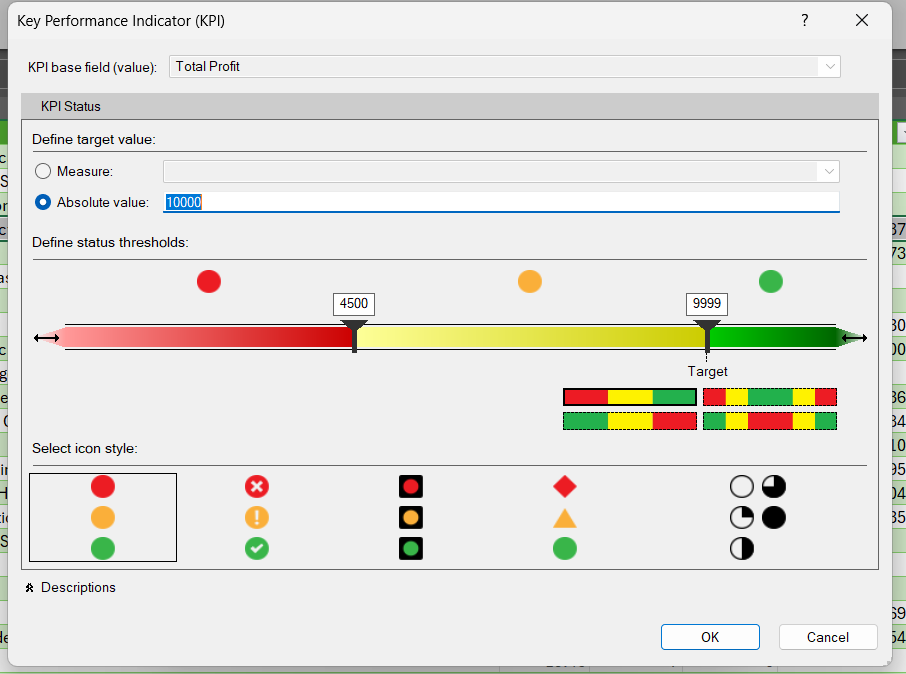 Key Performance Indicator (KPI)
?
KPI base field (value): Total Profit
KPI Status
Define target value:
Measure:
Absolute value: 10000
Define status thresholds:
4500 9999
Target
Select icon style:
Descriptions
OK Cancel